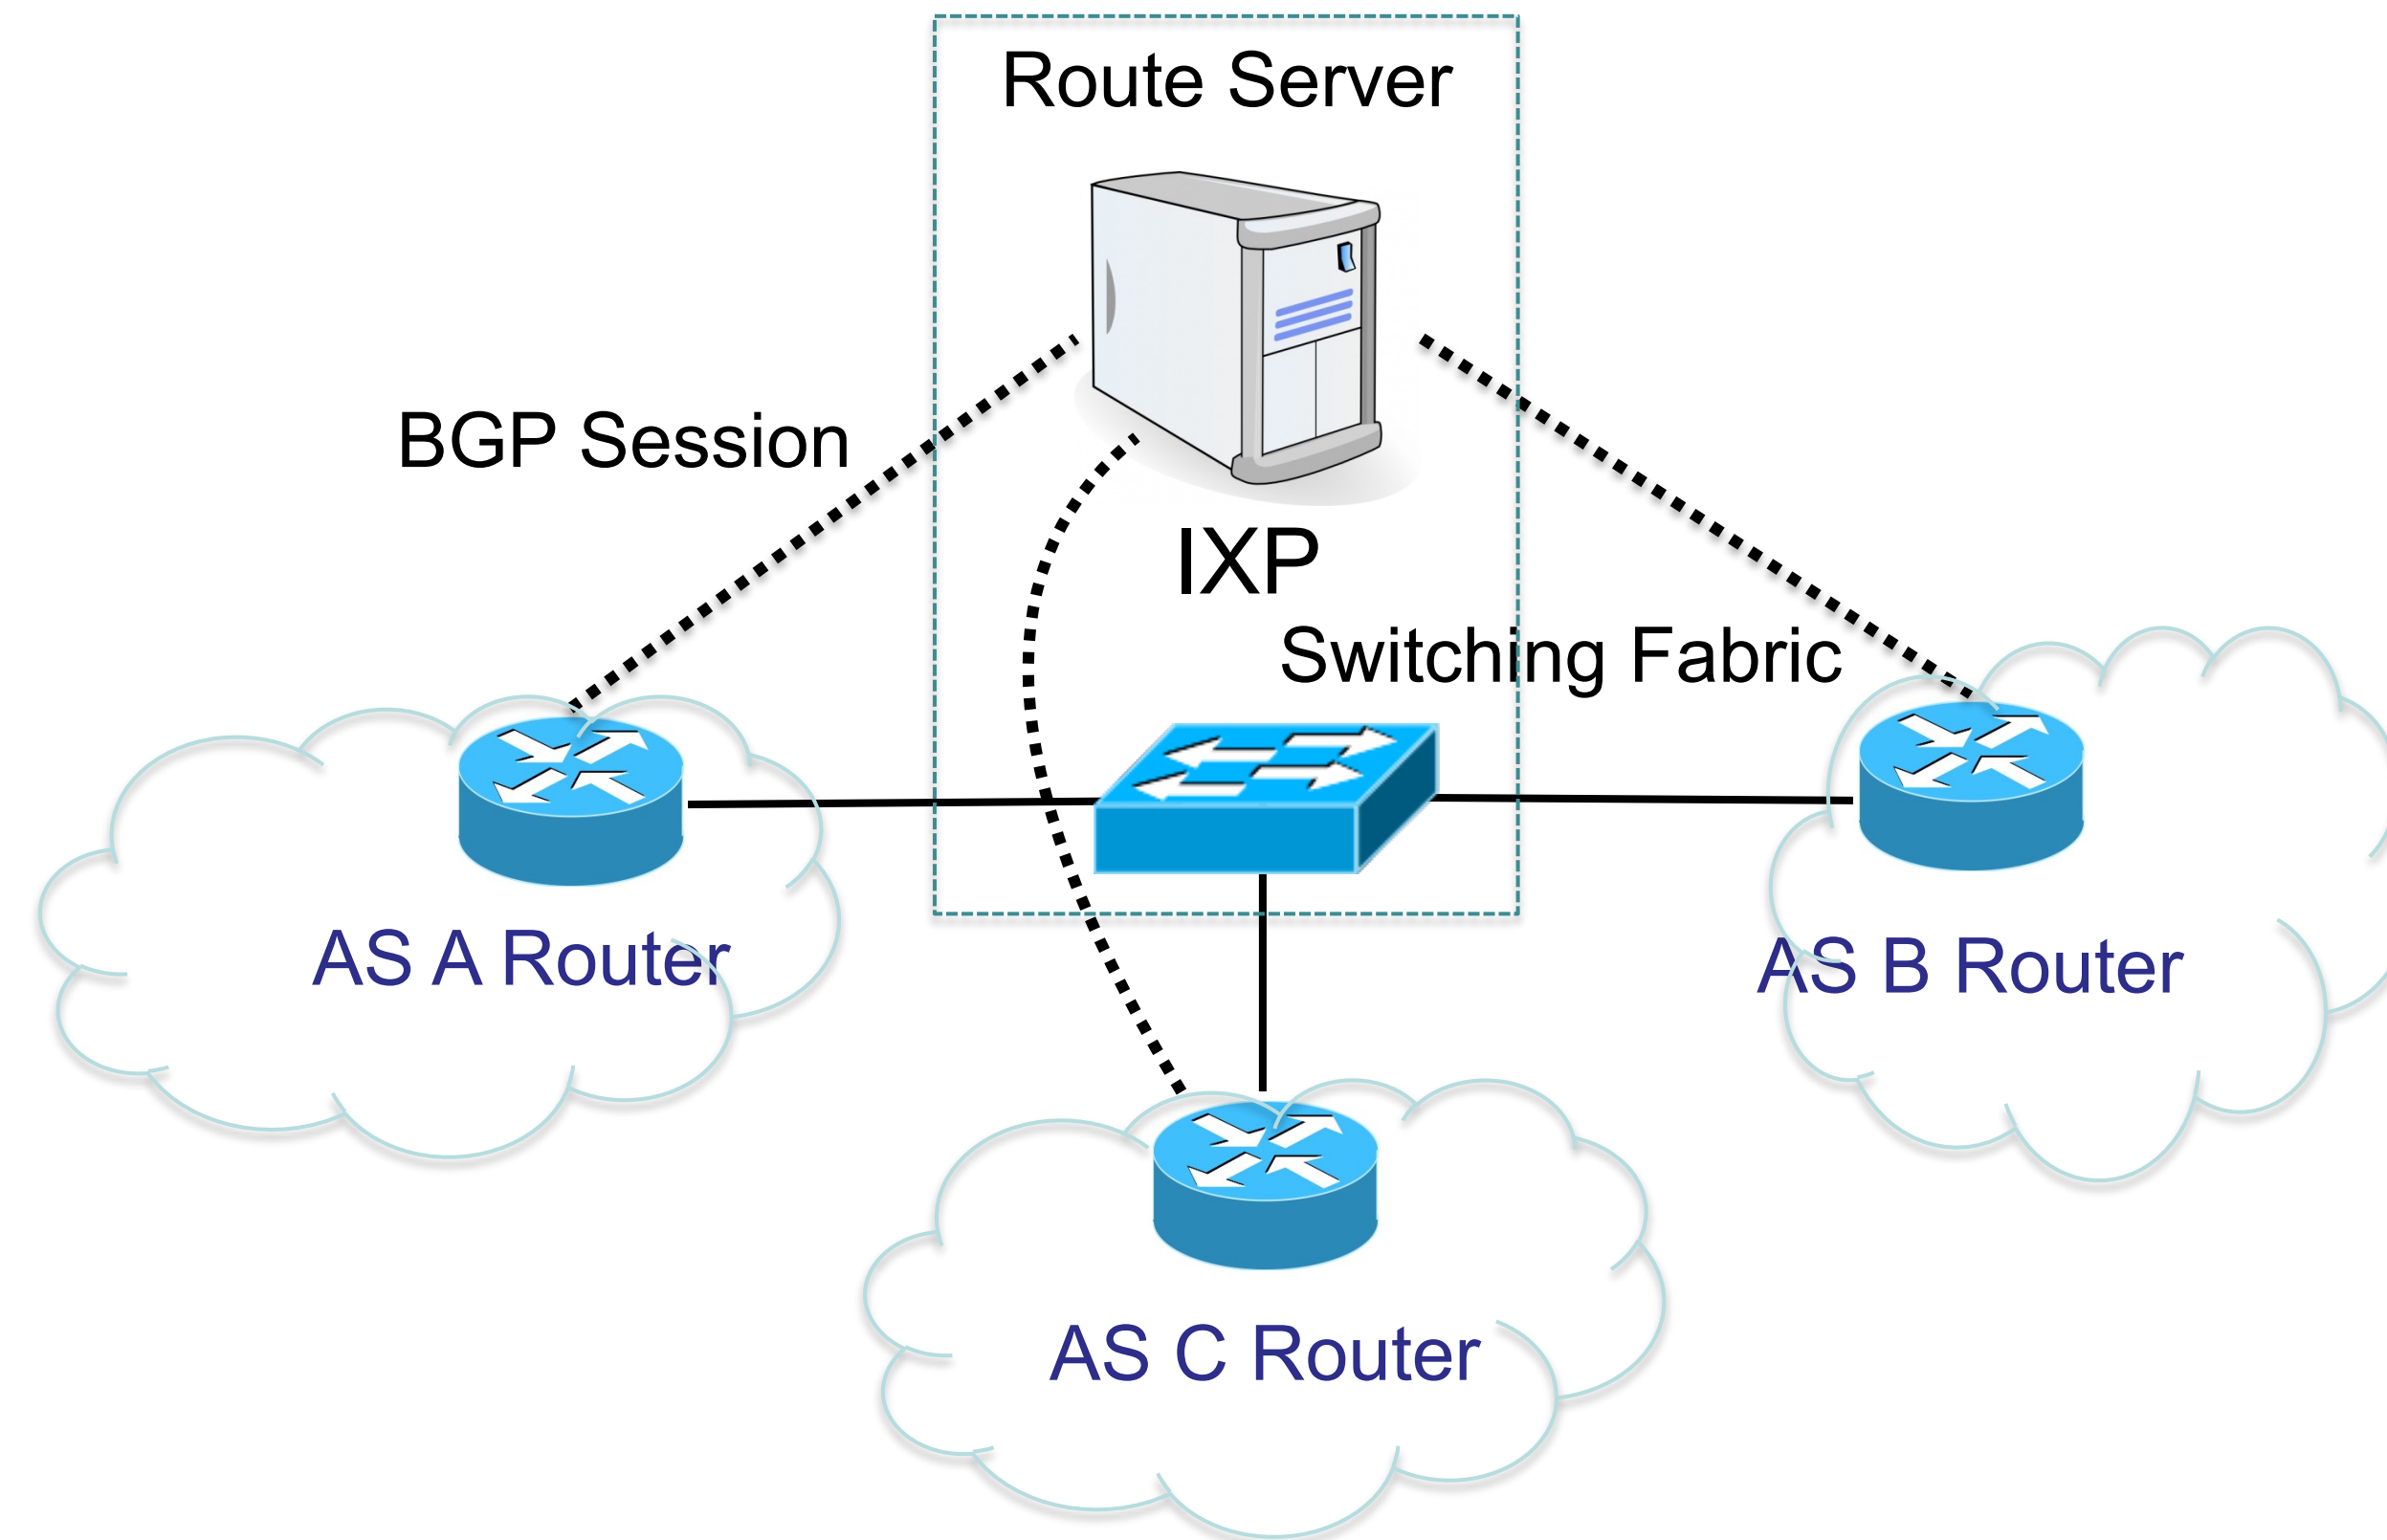 Route Server
BGP Session
IXP
Switching Fabric
AS A Router
AS B Router
AS C Router